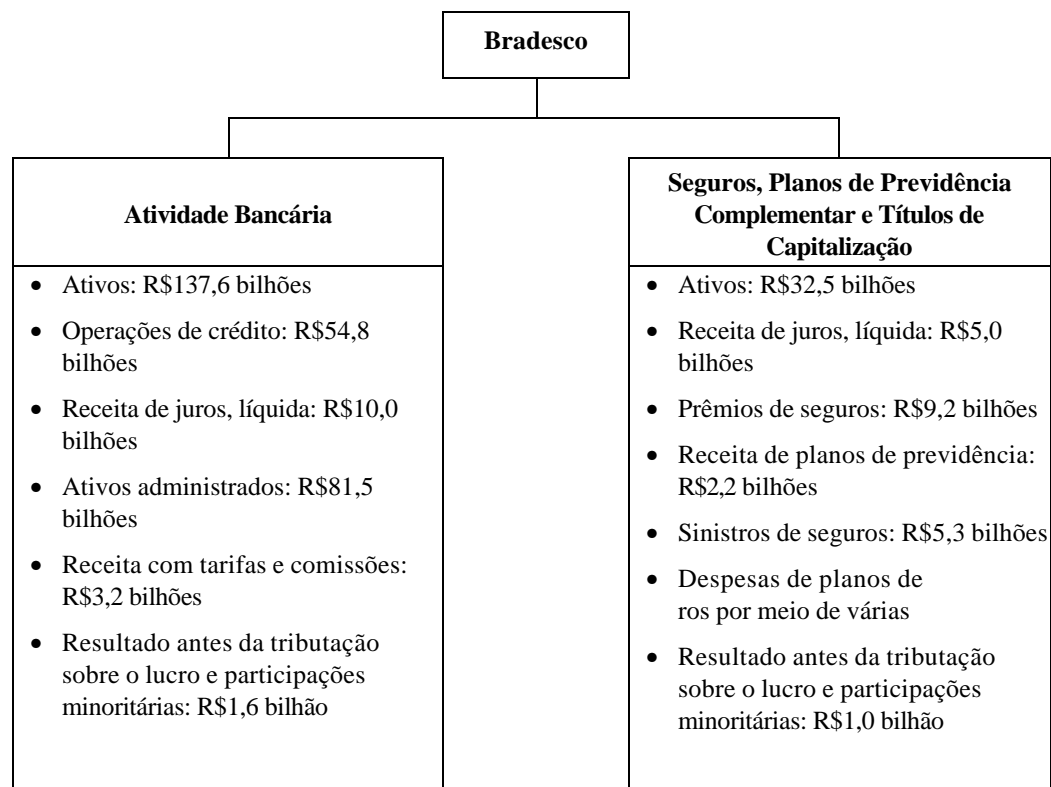 Bradesco
Atividade Bancária
• Ativos: R$137,6 bilhões
• Operações de crédito: R$54,8
bilhões
• Receita de juros, líquida: R$10,0
bilhões
• Ativos administrados: R$81,5
bilhões
• Receita com tarifas e comissões:
R$3,2 bilhões
• Resultado antes da tributação
sobre o lucro e participações
minoritárias: R$1,6 bilhão
Seguros, Planos de Previdência
Complementar e Títulos de
Capitalização
• Ativos: R$32,5 bilhões
• Receita de juros, líquida: R$5,0
bilhões
• Prêmios de seguros: R$9,2 bilhões
• Receita de planos de previdência:
R$2,2 bilhões
• Sinistros de seguros: R$5,3 bilhões
• Despesas de planos de
ros por meio de várias
• Resultado antes da tributação
sobre o lucro e participações
minoritárias: R$1,0 bilhão